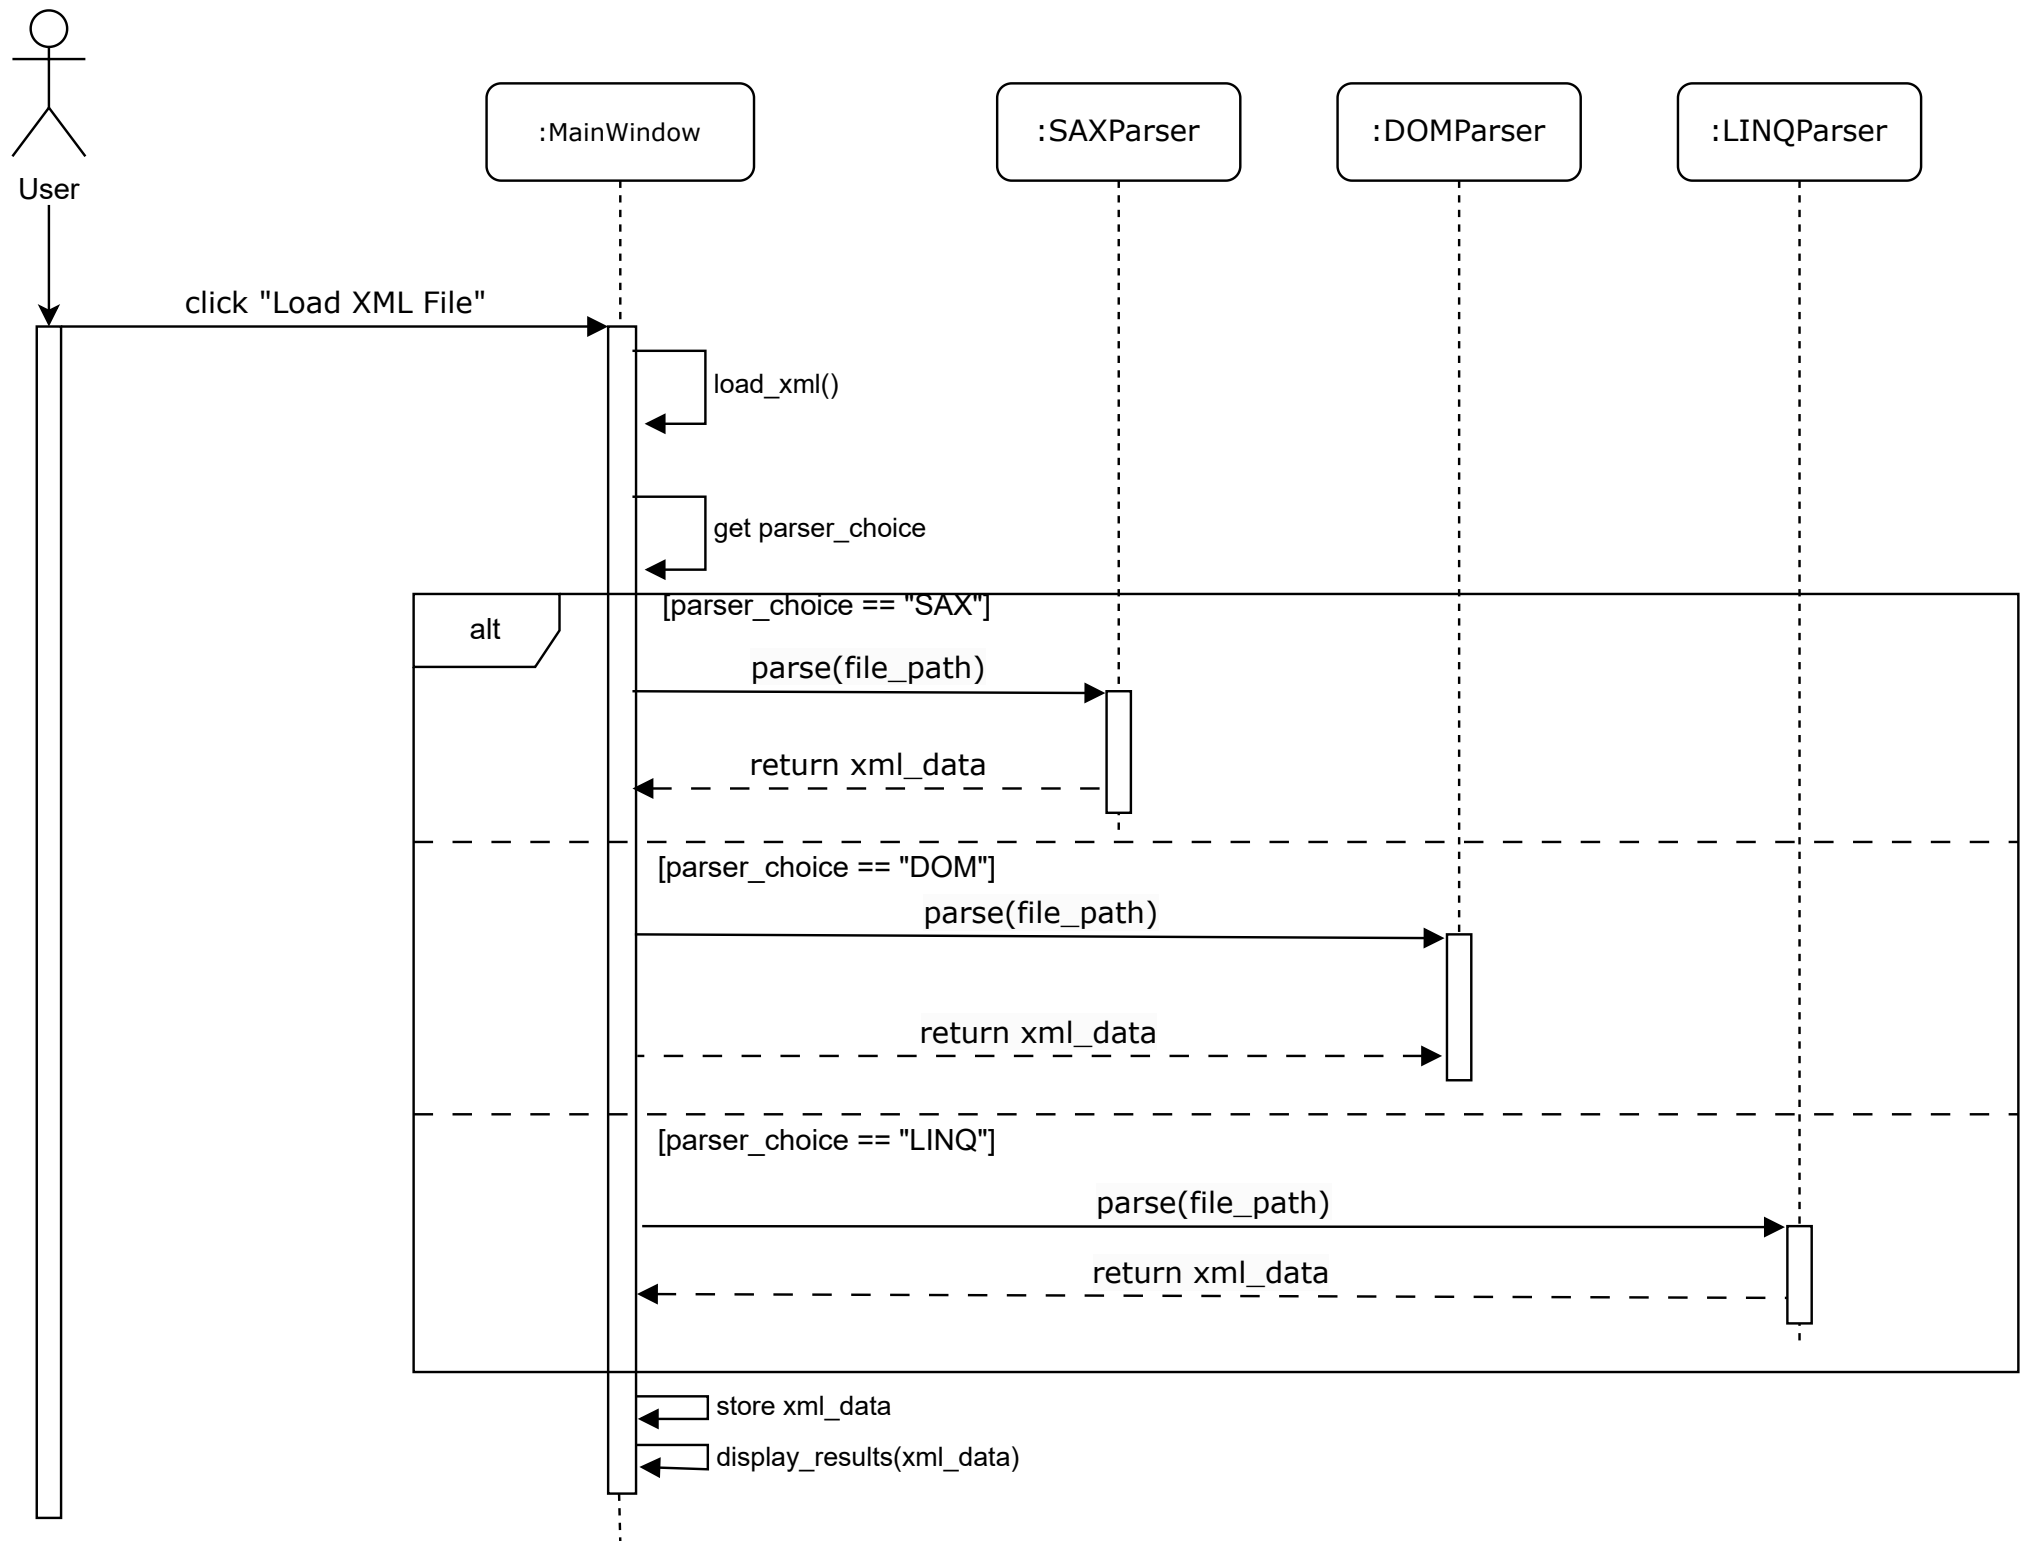 User
:MainWindow
:SAXParser
:DOMParser
:LINQParser
click "Load XML File"
load_xml()
get parser_choice
alt
[parser_choice == "SAX"]
parse(file_path)
return xml_data
[parser_choice == "DOM"]
parse(file_path)
return xml_data
[parser_choice == "LINQ"]
parse(file_path)
return xml_data
store xml_data
display_results(xml_data)